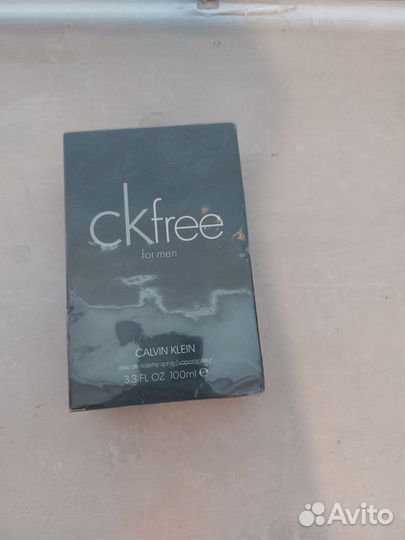 ckfree
for men
CALVIN KLEIN
eau de toilette spray/vaporisateur
3.3 FL OZ 100ml e
Avito